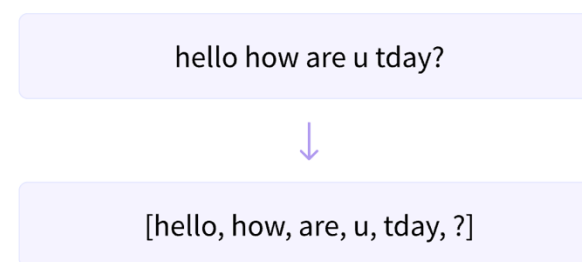 hello how are u tday?
[hello, how, are, u, tday, ?]